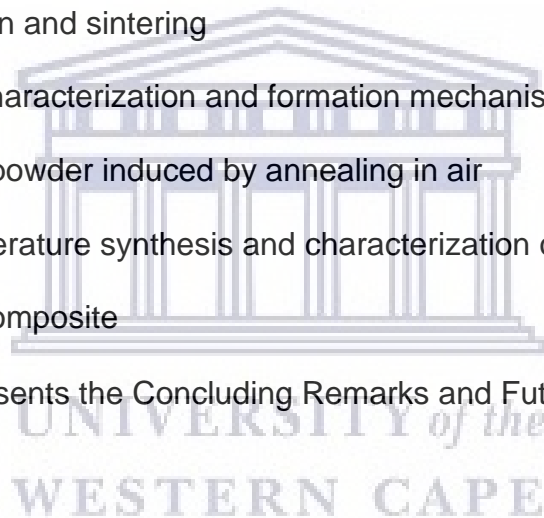 n and sintering
haracterization and formation mechanis
powder induced by annealing in air
erature synthesis and characterization
omposite
sents the Concluding Remarks and Fut
UNIVERSITY of the
WESTERN CAPE